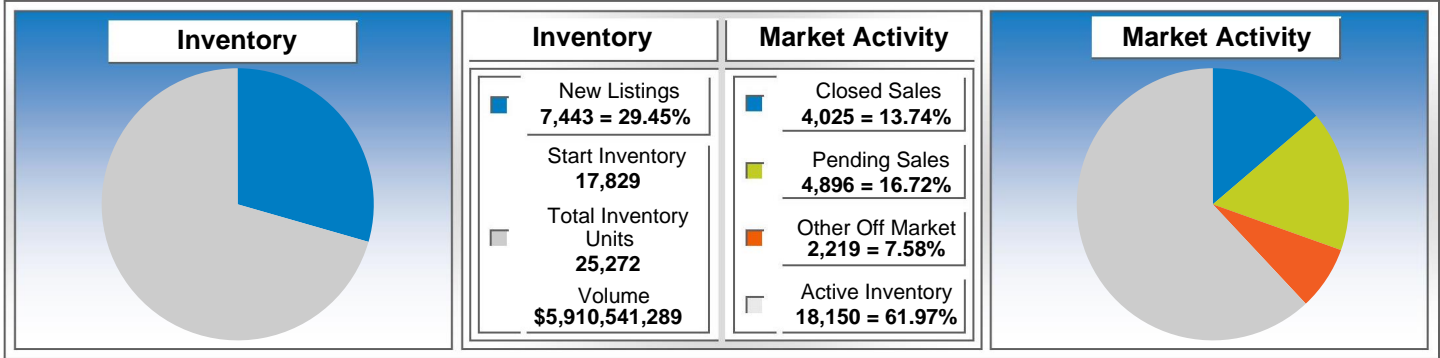 Inventory
Inventory
New Listings
7,443 = 29.45%
Start Inventory
17,829
Total Inventory
Units
25,272
Volume
$5,910,541,289
Market Activity
Closed Sales
4,025 = 13.74%
Pending Sales
4,896 = 16.72%
Other Off Market
2,219 = 7.58%
Active Inventory
18,150 = 61.97%
Market Activity